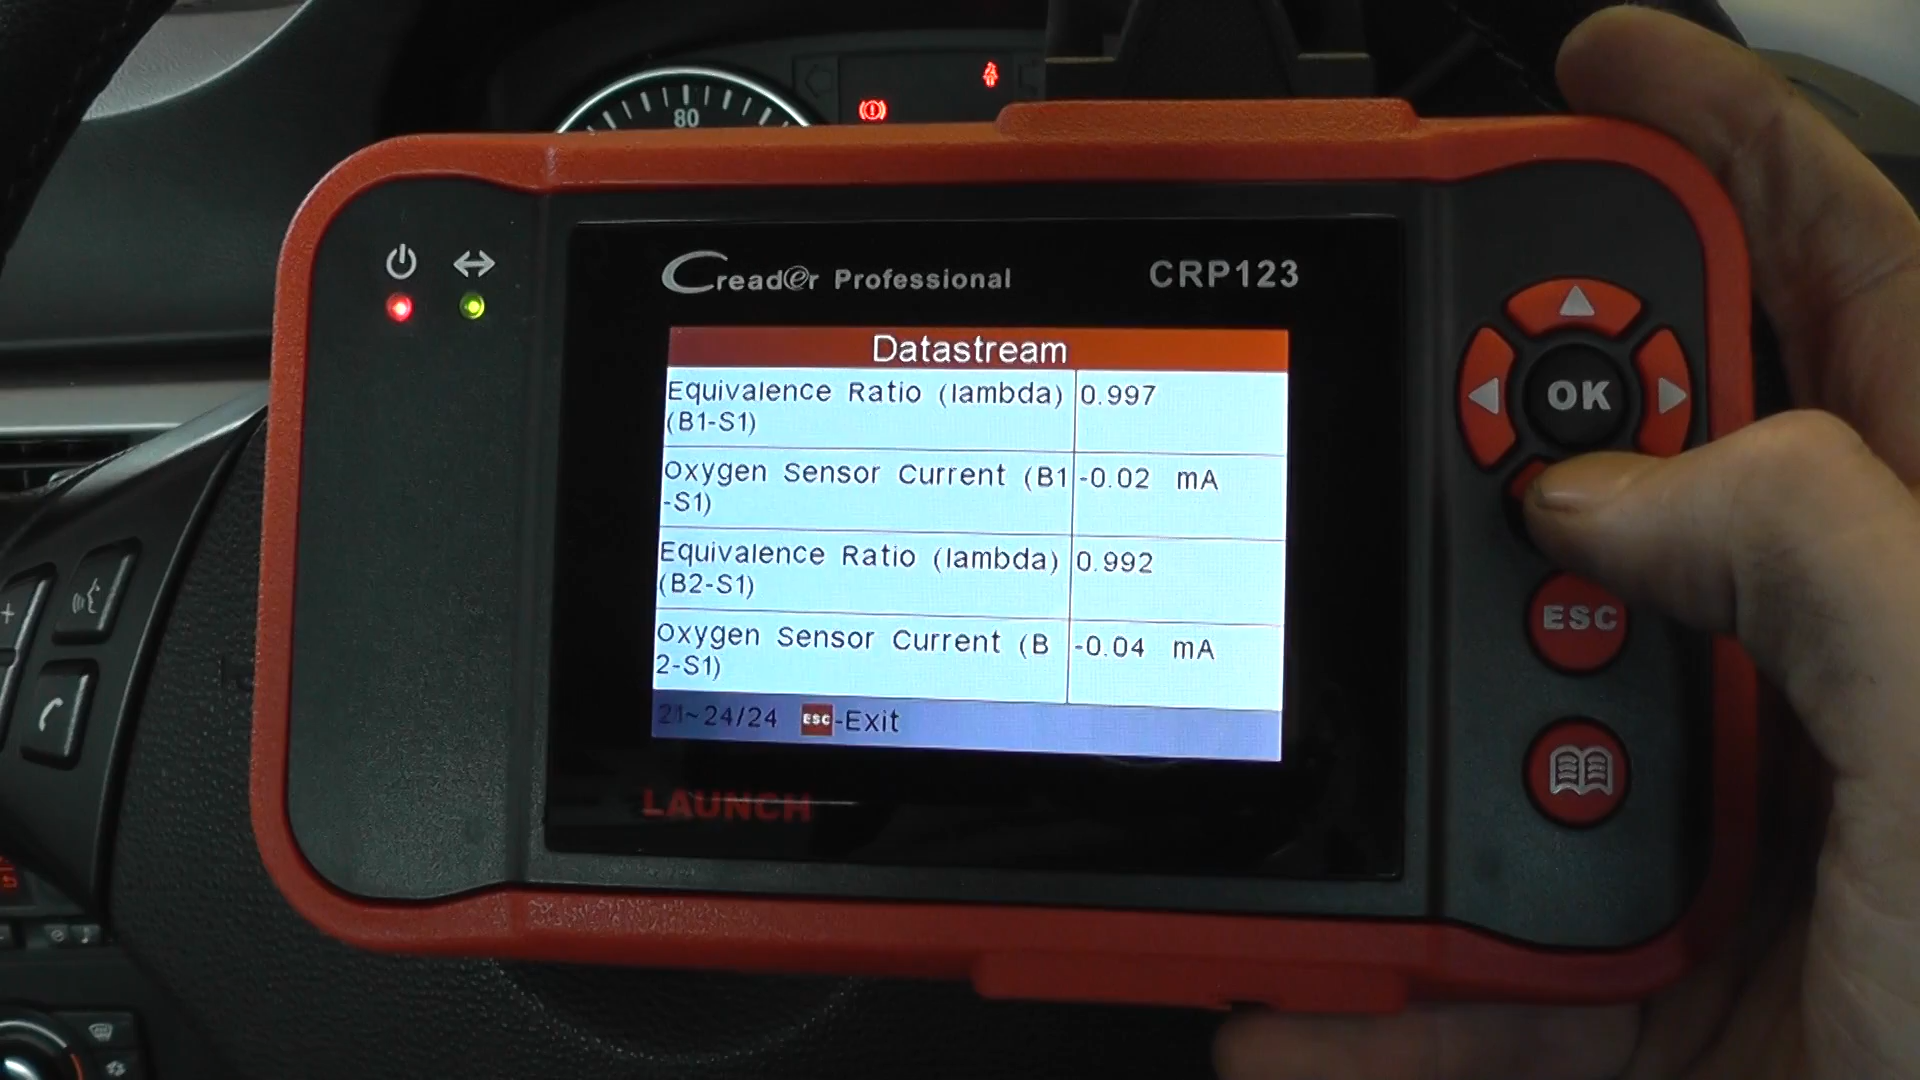 80
Creader Professional CRP123
Datastream
Equivalence Ratio (lambda) 0.997
(B1-S1)
Oxygen Sensor Current (B1 -0.02 mA
-S1)
Equivalence Ratio (lambda) 0.992
(B2-S1)
Oxygen Sensor Current (B -0.04 mA
2-S1)
21~24/24 ESC-Exit
LAUNCH
OK
ESC